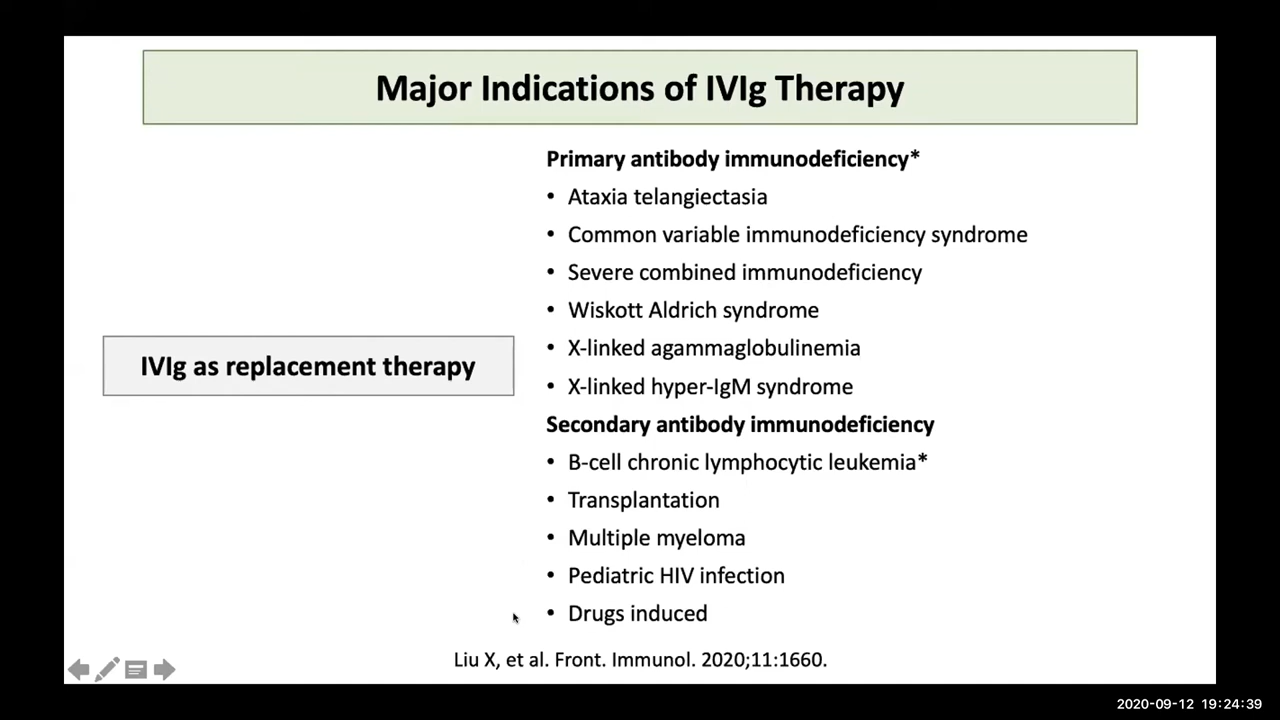 Major Indications of IVIg Therapy
IVIg as replacement therapy
Primary antibody immunodeficiency*
• Ataxia telangiectasia
• Common variable immunodeficiency syndrome
• Severe combined immunodeficiency
• Wiskott Aldrich syndrome
• X-linked agammaglobulinemia
• X-linked hyper-IgM syndrome
Secondary antibody immunodeficiency
• B-cell chronic lymphocytic leukemia*
• Transplantation
• Multiple myeloma
• Pediatric HIV infection
• Drugs induced
Liu X, et al. Front. Immunol. 2020;11:1660.
2020-09-12 19:24:39